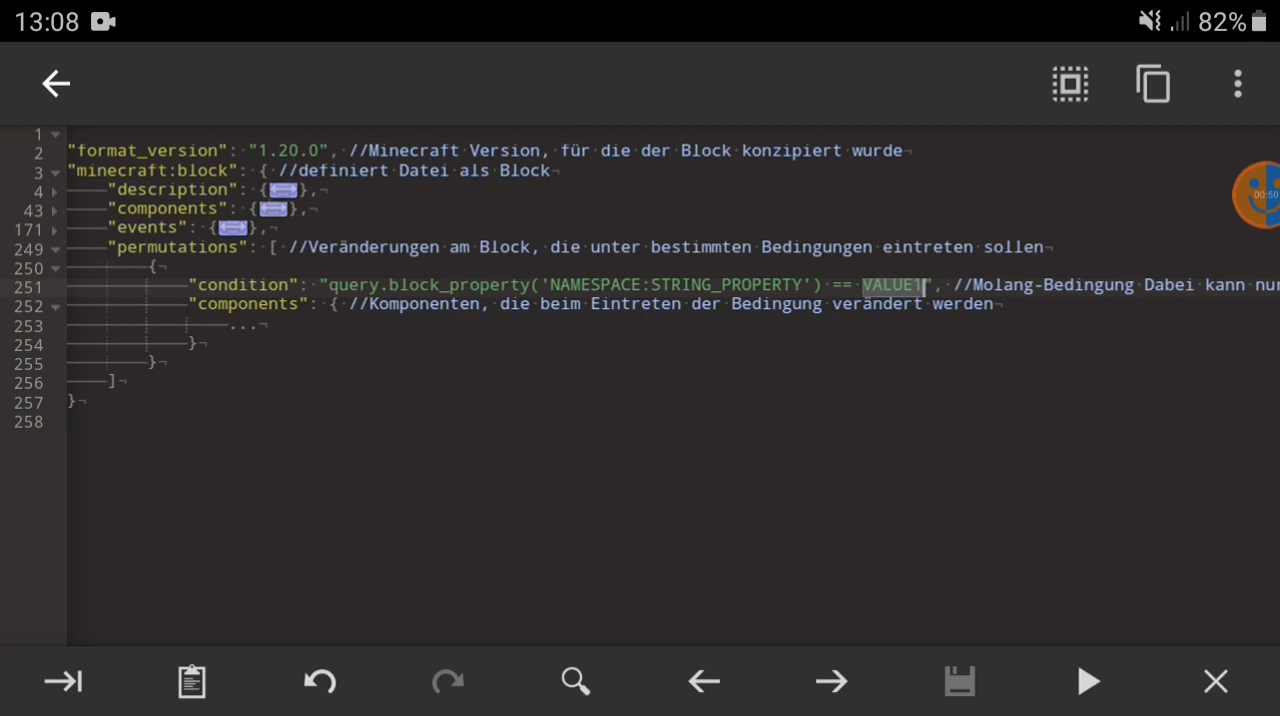 13:08 82%
1
2 "format_version": "1.20.0", //Minecraft Version, für die der Block konzipiert wurde
3 "minecraft:block": { //definiert Datei als Block
4 "description": {},
43 "components": {},
171 "events": {},
249 "permutations": [ //Veränderungen am Block, die unter bestimmten Bedingungen eintreten sollen
250 {
251 "condition": "query.block_property('NAMESPACE:STRING_PROPERTY') == VALUE1", //Molang-Bedingung Dabei kann nur
252 "components": { //Komponenten, die beim Eintreten der Bedingung verändert werden
253 ...
254 }
255 }
256 ]
257 }
258
00:50